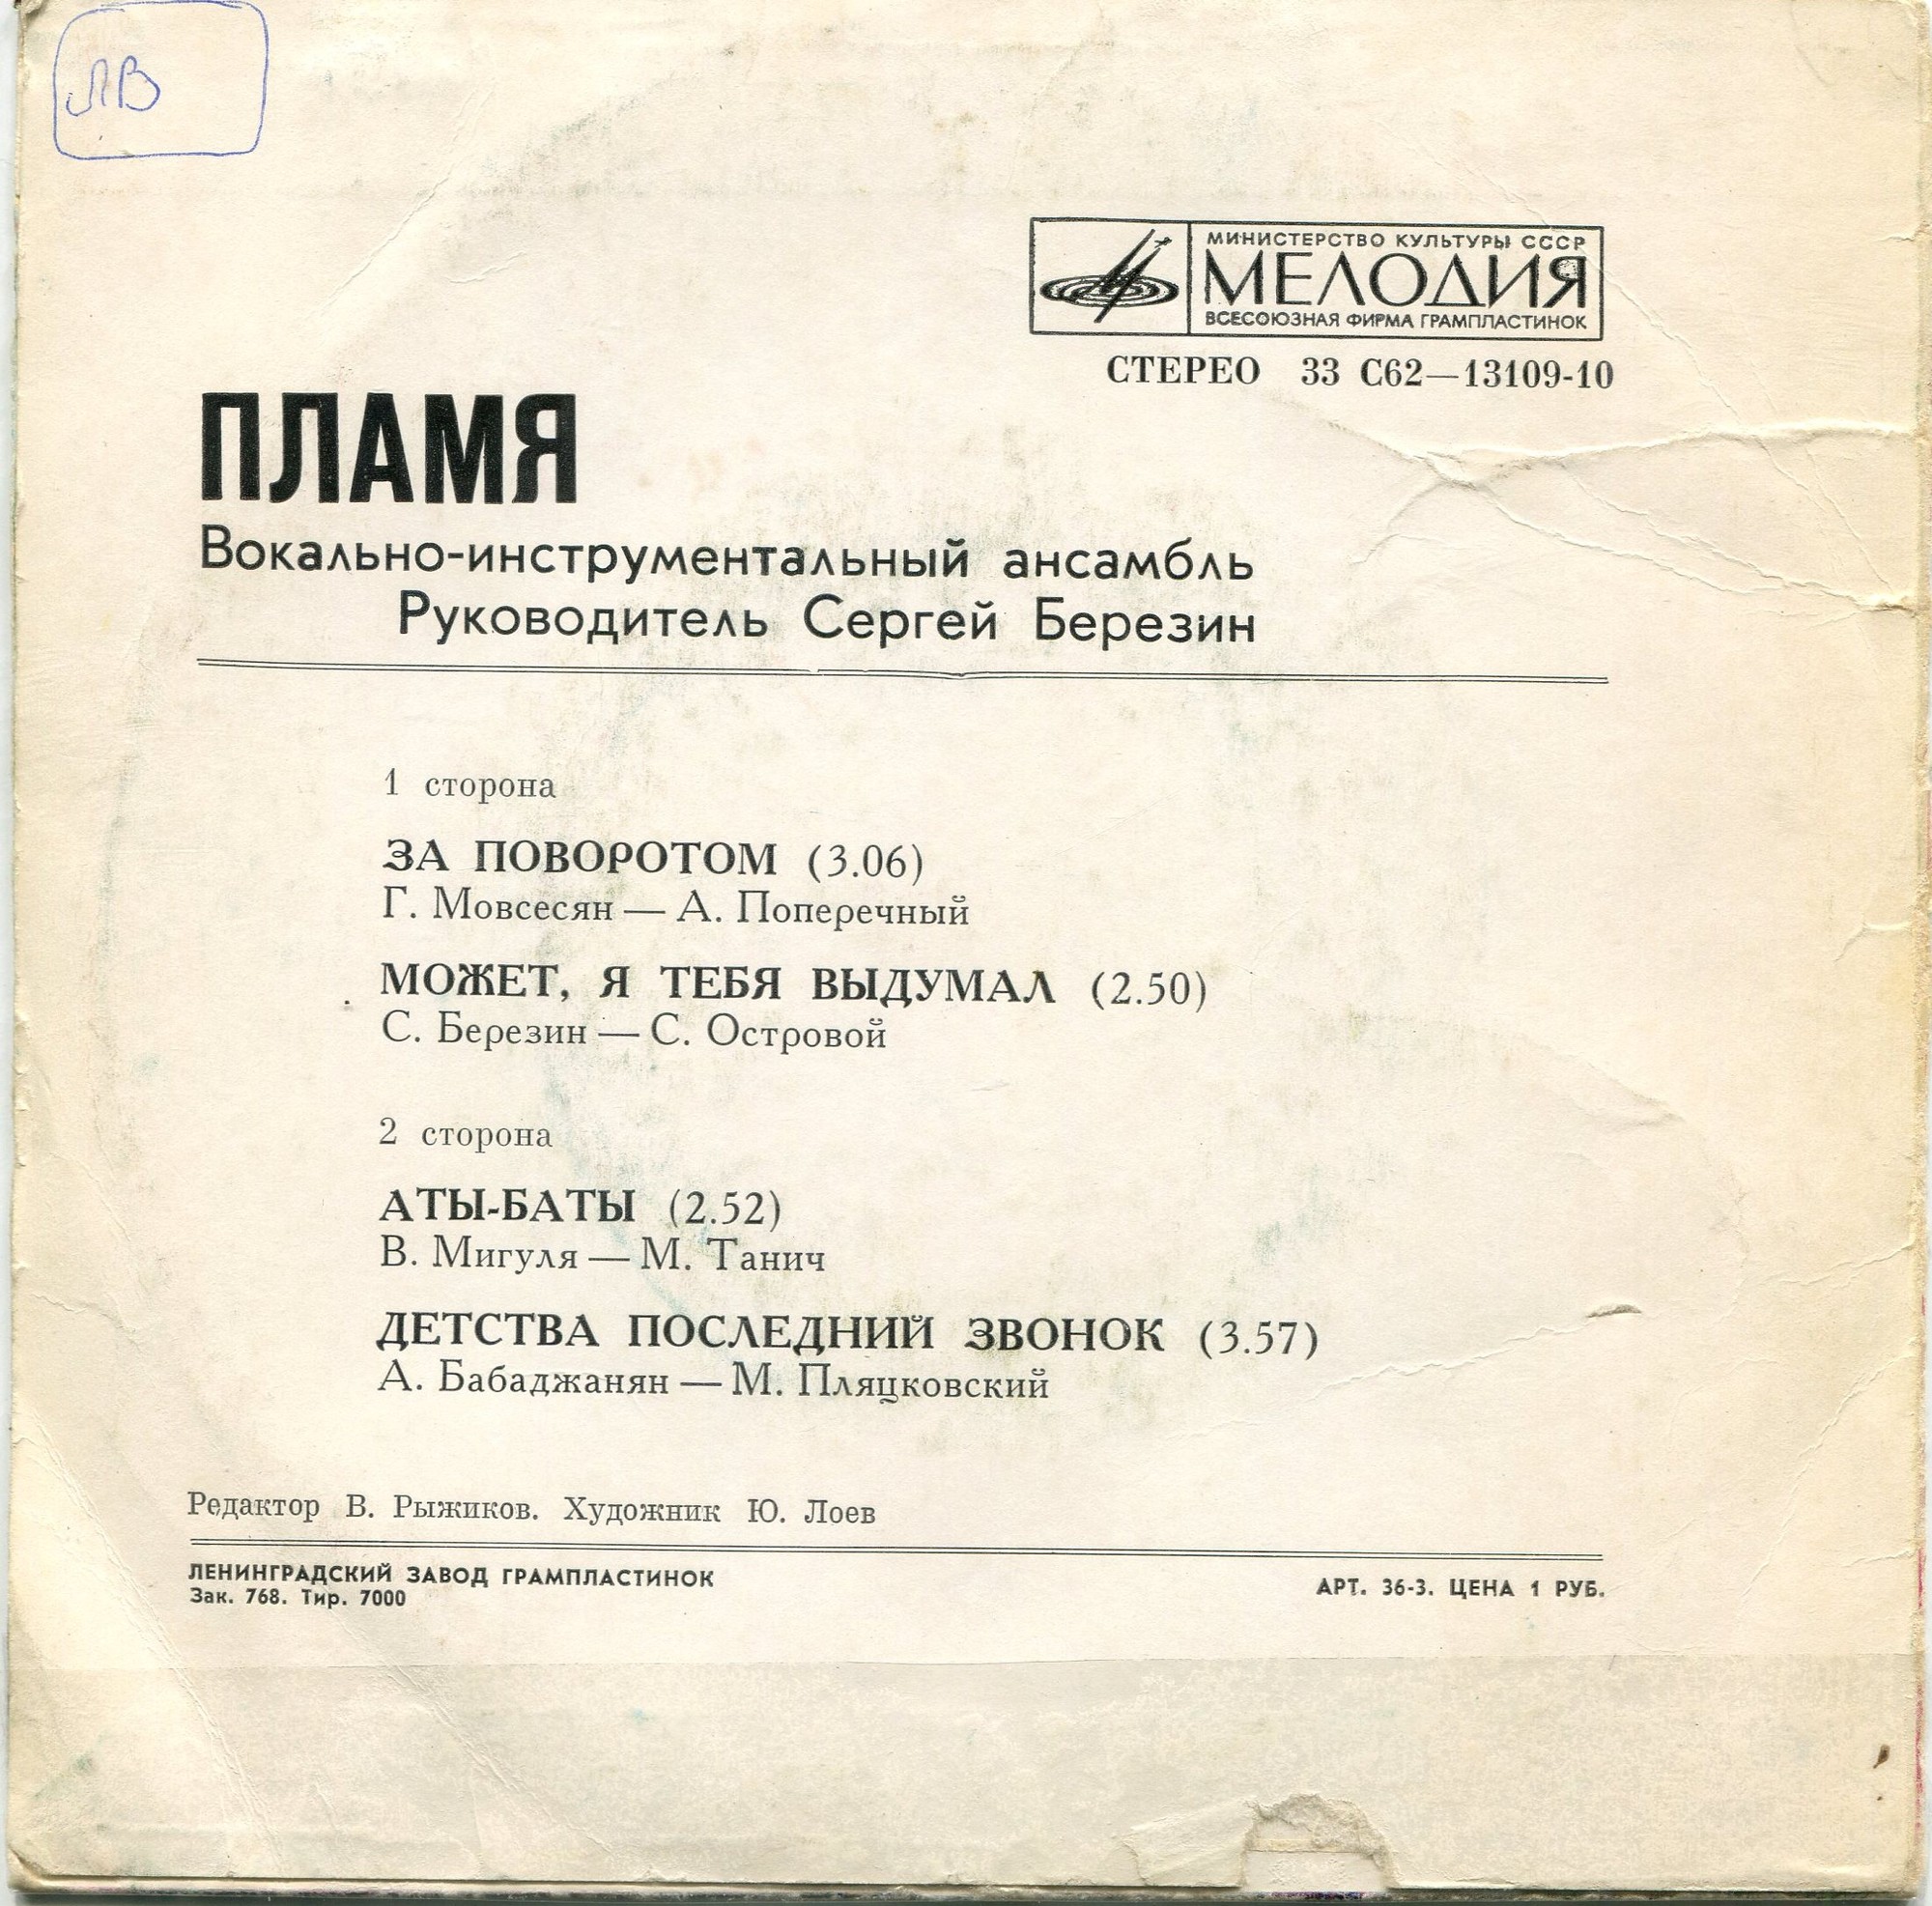 ЛВ
МИНИСТЕРСТВО КУЛЬТУРЫ СССР
МЕЛОДИЯ
ВСЕСОЮЗНАЯ ФИРМА ГРАМПЛАСТИНОК
СТЕРЕО 33 С62—13109-10
ПЛАМЯ
Вокально-инструментальный ансамбль
Руководитель Сергей Березин
1 сторона
ЗА ПОВОРОТОМ (3.06)
Г. Мовсесян — А. Поперечный
МОЖЕТ, Я ТЕБЯ ВЫДУМАЛ (2.50)
С. Березин — С. Островой
2 сторона
АТЫ-БАТЫ (2.52)
В. Мигуля — М. Танич
ДЕТСТВА ПОСЛЕДНИЙ ЗВОНОК (3.57)
А. Бабаджанян — М. Пляцковский
Редактор В. Рыжиков. Художник Ю. Лоев
ЛЕНИНГРАДСКИЙ ЗАВОД ГРАМПЛАСТИНОК
Зак. 768. Тир. 7000
АРТ. 36-3. ЦЕНА 1 РУБ.